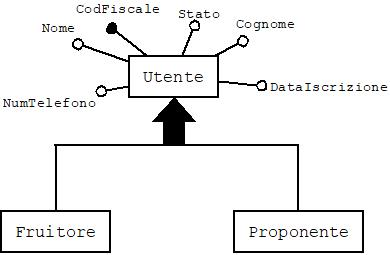 CodFiscale
Stato
Nome
Cognome
Utente
DataIscrizione
NumTelefono
Fruitore
Proponente